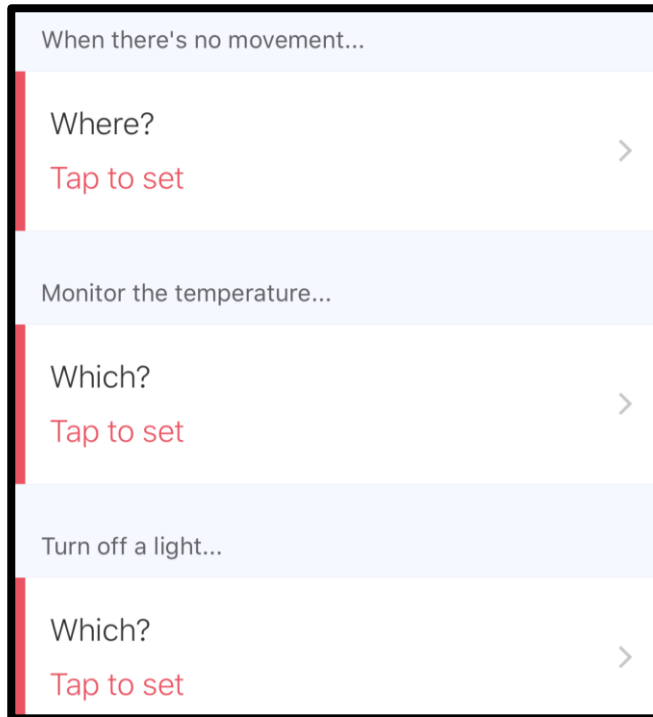 When there's no movement...
Where?
Tap to set
Monitor the temperature...
Which?
Tap to set
Turn off a light...
Which?
Tap to set